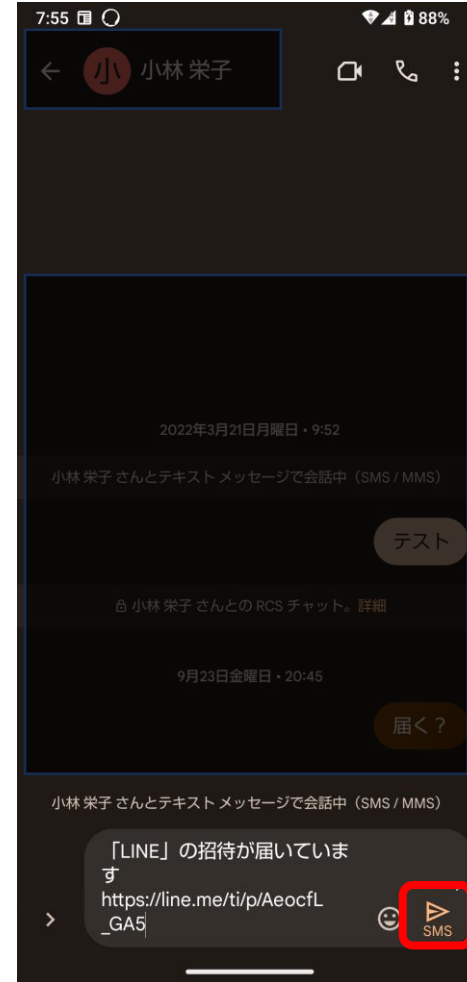 7:55 88%
小 小林 栄子
2022年3月21日月曜日・9:52
小林 栄子 さんとテキスト メッセージで会話中（SMS / MMS）
テスト
小林 栄子 さんとの RCS チャット。詳細
9月23日金曜日・20:45
届く？
小林 栄子 さんとテキスト メッセージで会話中（SMS / MMS）
「LINE」の招待が届いていま
す
https://line.me/ti/p/AeocfL
_GA5
SMS